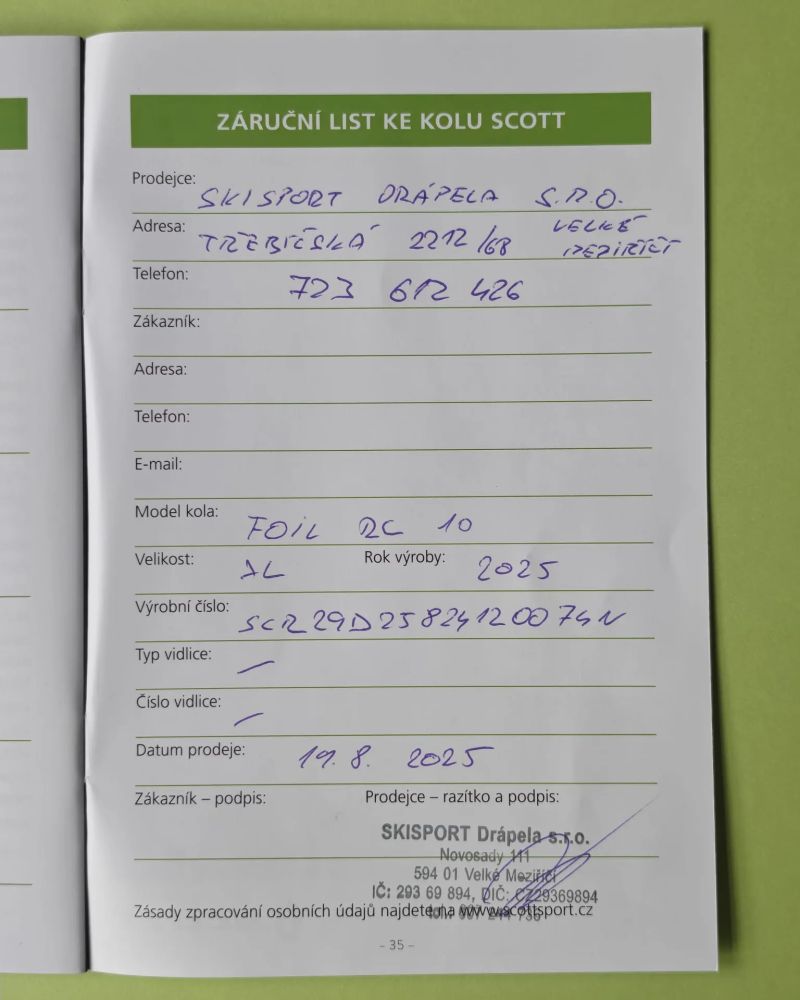 ZÁRUČNÍ LIST KE KOLU SCOTT
Prodejce: SKISPORT DRÁPELA S.R.O.
Adresa: TŘEBÍČSKÁ 2212/68 VELKÉ MEZIŘÍČÍ
Telefon: 723 612 426
Zákazník:
Adresa:
Telefon:
E-mail:
Model kola: FOIL RC 10
Velikost: XL Rok výroby: 2025
Výrobní číslo: SCR29D25824120074N
Typ vidlice: —
Číslo vidlice: —
Datum prodeje: 19. 8. 2025
Zákazník – podpis: Prodejce – razítko a podpis:
SKISPORT Drápela s.r.o.
Novosady 111
594 01 Velké Meziříčí
IČ: 293 69 894, DIČ: CZ29369894
Zásady zpracování osobních údajů najdete na www.scottsport.cz
- 35 -